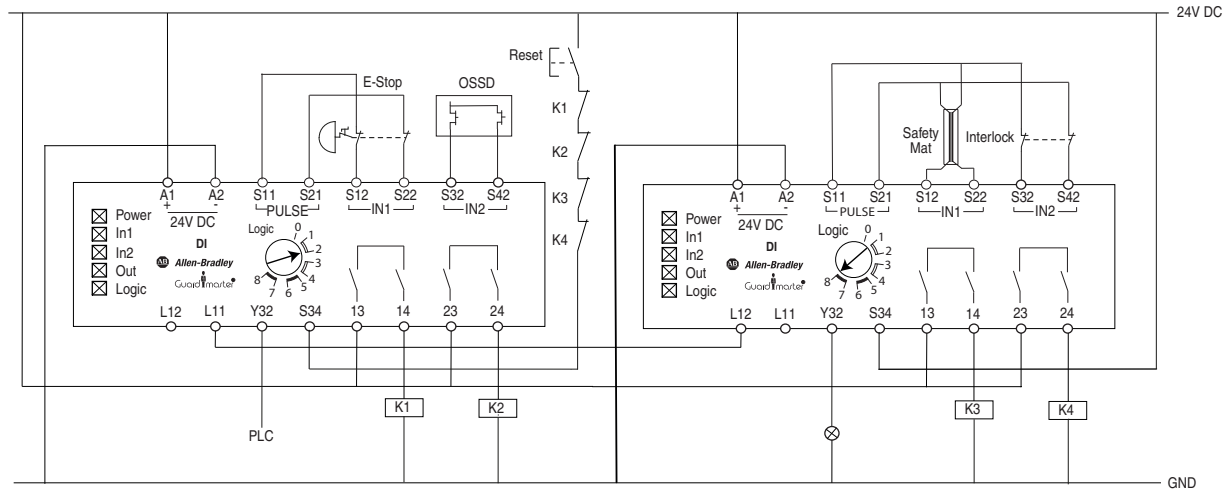 24V DC
Reset
E-Stop
OSSD
K1
K2
K3
K4
Safety
Mat
Interlock
A1
A2
S11
S21
S12
S22
S32
S42
+
-
PULSE
IN1
IN2
24V DC
Power
In1
In2
Out
Logic
DI
AB Allen-Bradley
Guardmaster
Logic
0
1
2
3
4
5
6
7
8
L12
L11
Y32
S34
13
14
23
24
A1
A2
S11
S21
S12
S22
S32
S42
+
-
PULSE
IN1
IN2
24V DC
Power
In1
In2
Out
Logic
DI
AB Allen-Bradley
Guardmaster
Logic
0
1
2
3
4
5
6
7
8
L12
L11
Y32
S34
13
14
23
24
K1
K2
K3
K4
PLC
GND